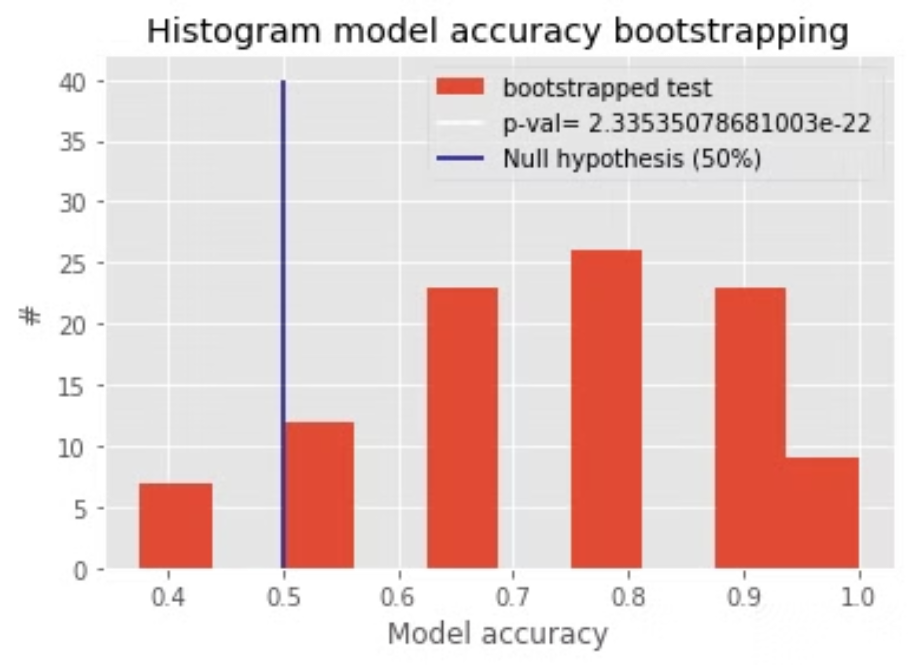 Histogram model accuracy bootstrapping
bootstrapped test
p-val= 2.33535078681003e-22
Null hypothesis (50%)
#
40
35
30
25
20
15
10
5
0
0.4 0.5 0.6 0.7 0.8 0.9 1.0
Model accuracy